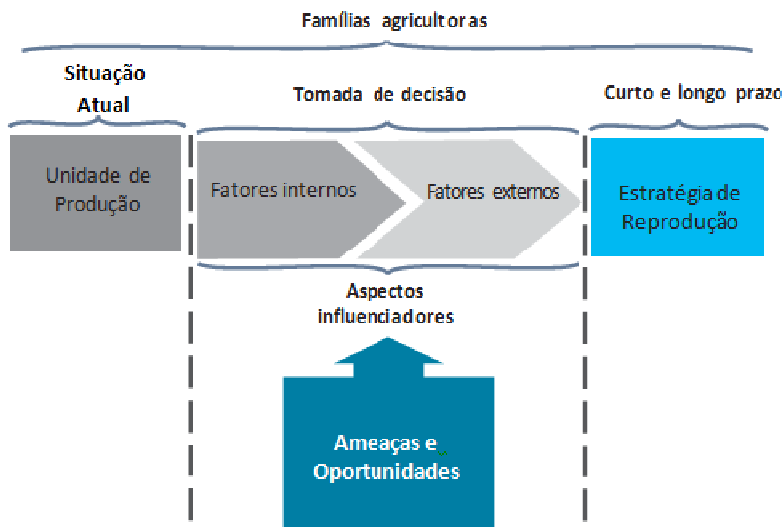 Famílias agricultoras
Situação
Atual
Tomada de decisão
Curto e longo prazo
Unidade de
Produção
Fatores internos
Fatores externos
Estratégia de
Reprodução
Aspectos
influenciadores
Ameaças e
Oportunidades